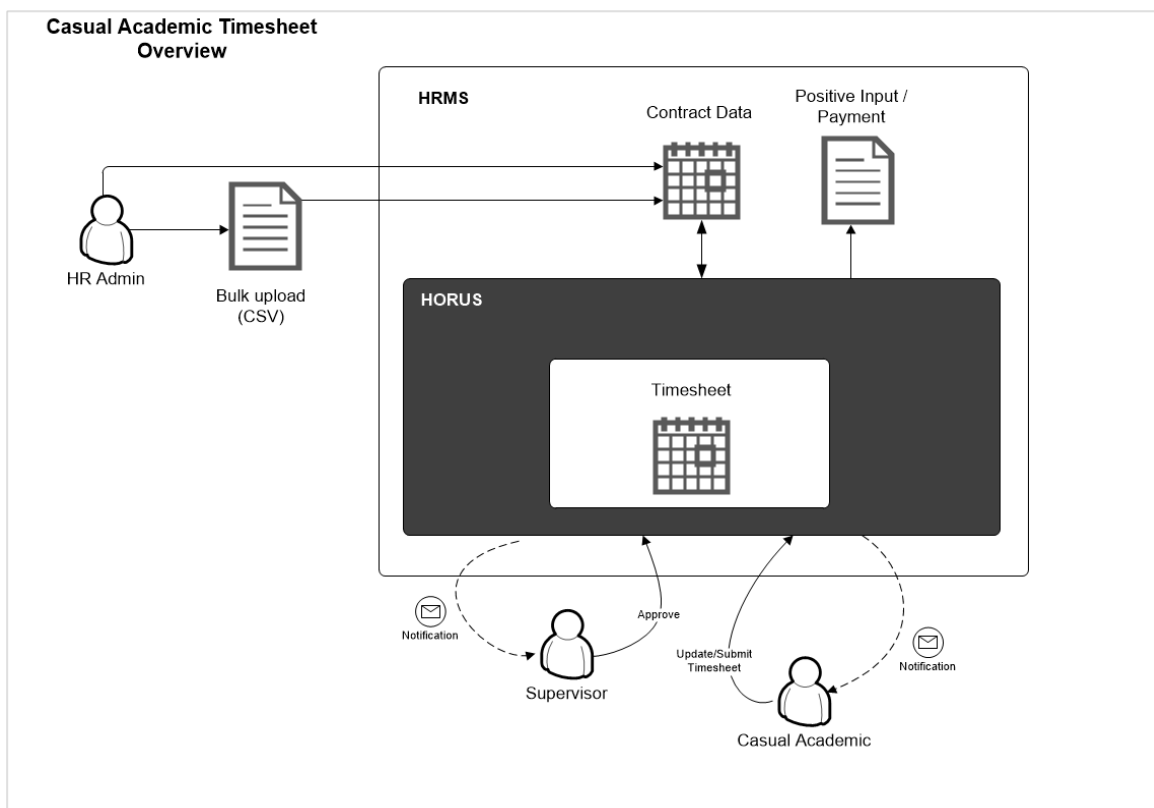 Casual Academic Timesheet
Overview
HRMS
Contract Data
Positive Input /
Payment
HR Admin
Bulk upload
(CSV)
HORUS
Timesheet
Notification
Approve
Supervisor
Update/Submit
Timesheet
Notification
Casual Academic